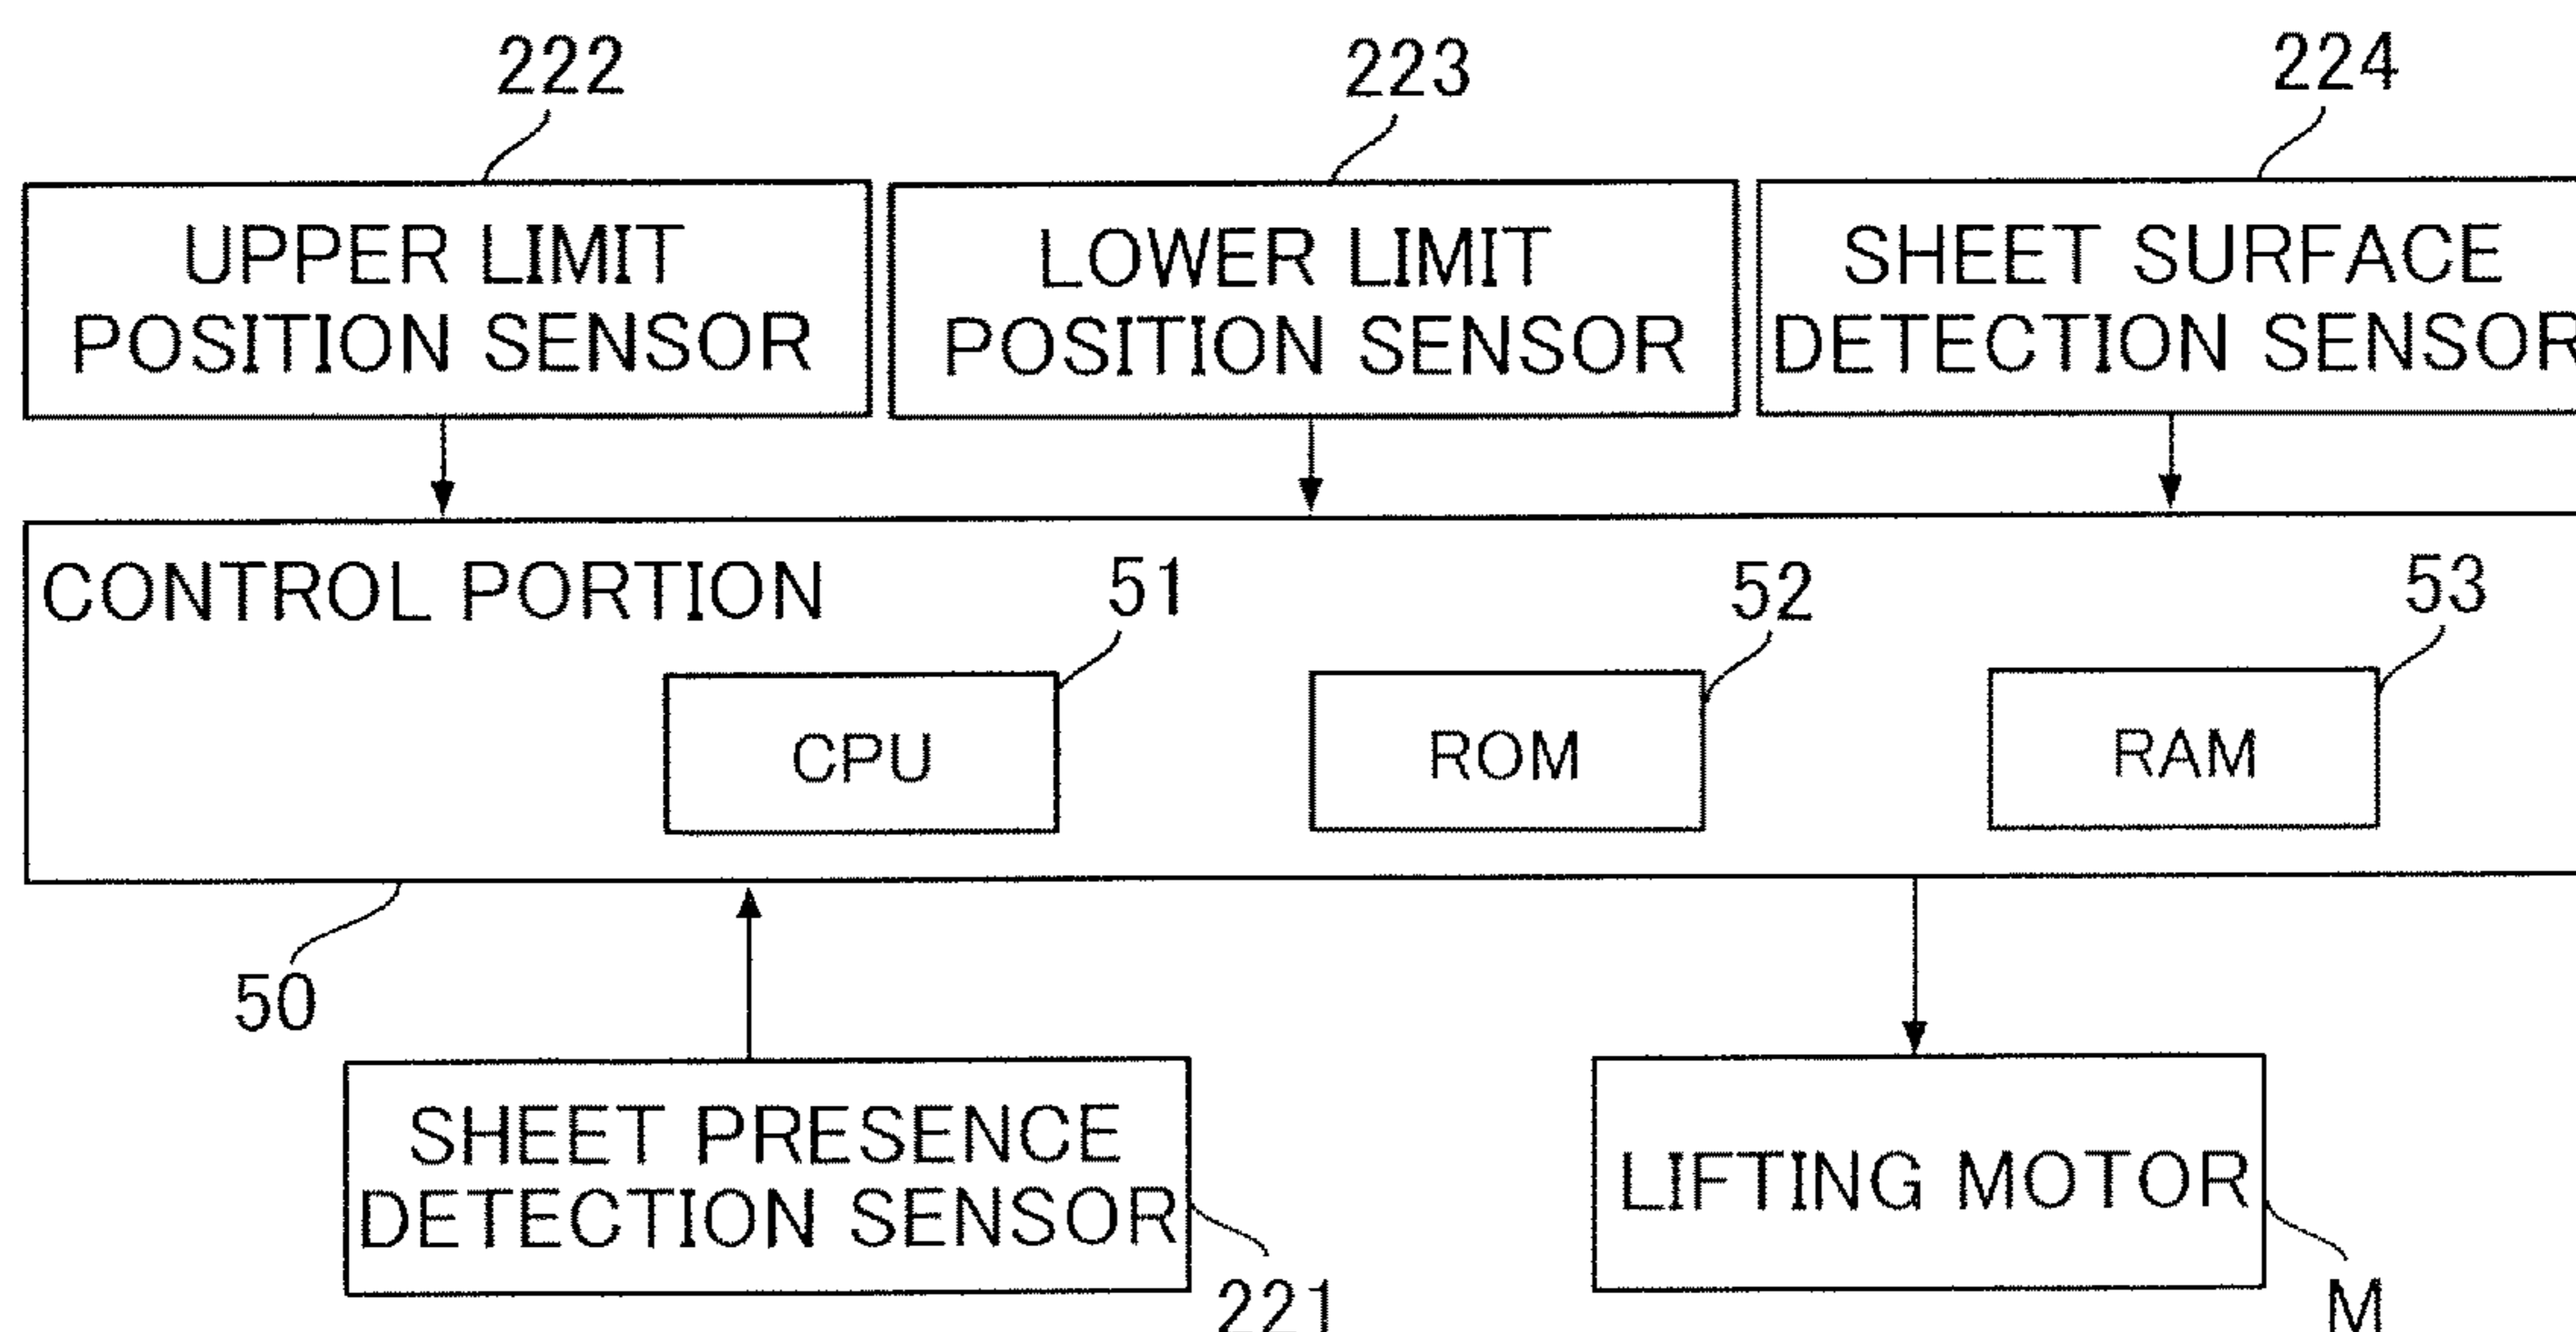 222
223
224
UPPER LIMIT
POSITION SENSOR
LOWER LIMIT
POSITION SENSOR
SHEET SURFACE
DETECTION SENSOR
CONTROL PORTION
51
52
53
CPU
ROM
RAM
50
SHEET PRESENCE
DETECTION SENSOR
LIFTING MOTOR
221
M